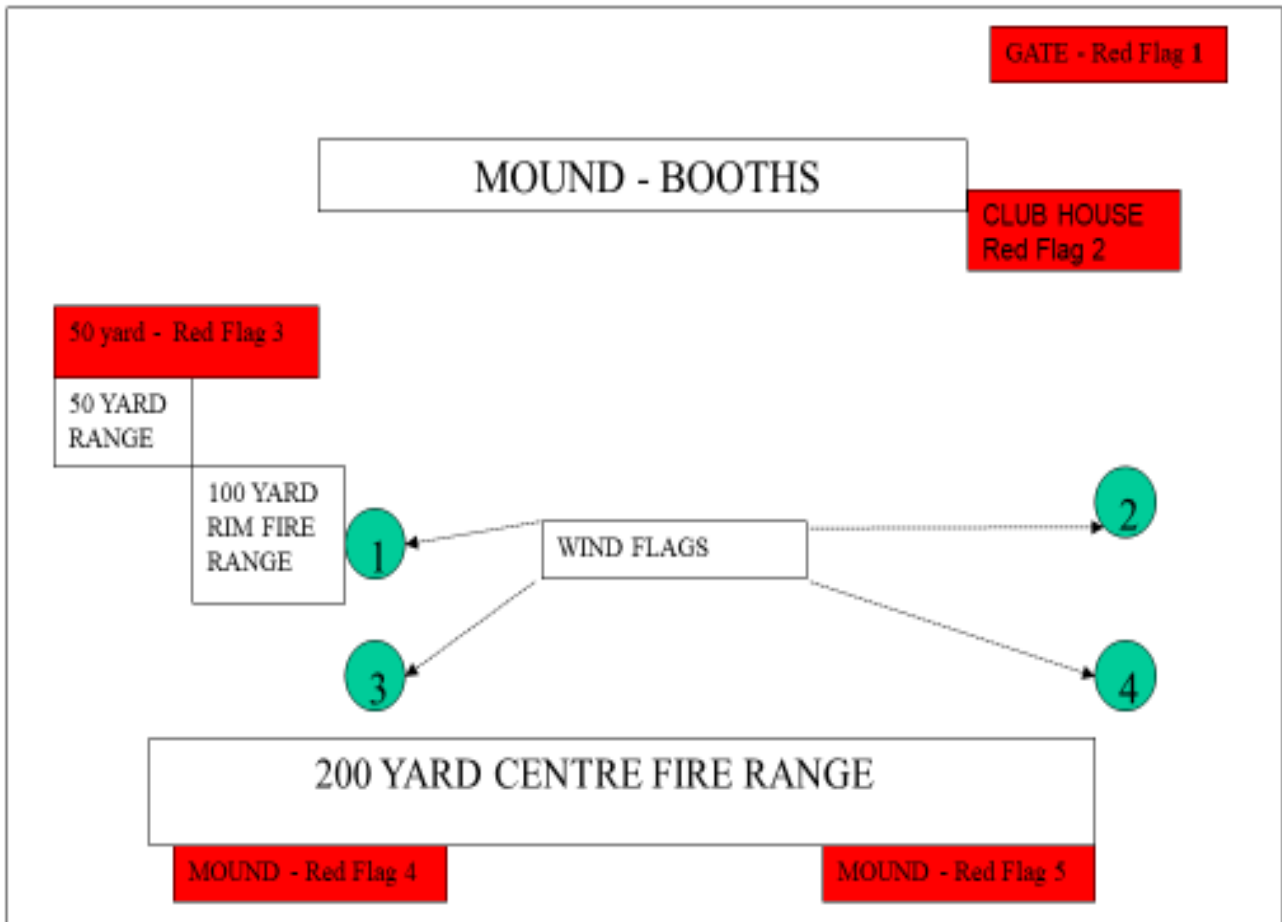 GATE - Red Flag 1
MOUND - BOOTHS
CLUB HOUSE
Red Flag 2
50 yard - Red Flag 3
50 YARD
RANGE
100 YARD
RIM FIRE
RANGE
1
WIND FLAGS
2
3
4
200 YARD CENTRE FIRE RANGE
MOUND - Red Flag 4
MOUND - Red Flag 5